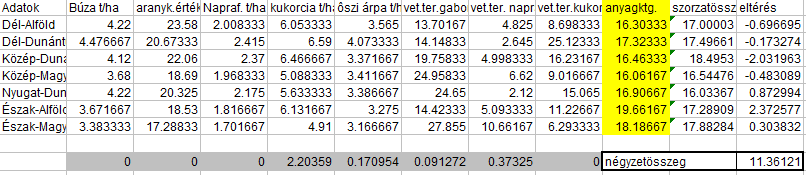 Adatok Búza t/ha aranyk.érték Napraf. t/ha kukorcia t/ha őszi árpa t/ha vet.ter.gabo vet.ter. napr vet.ter.kukor anyagktg. szorzatössz eltérés
Dél-Alföld 4.22 23.58 2.008333 6.053333 3.565 13.70167 4.825 8.698333 16.30333 17.00003 -0.696695
Dél-Dunánt 4.476667 20.67333 2.415 6.59 4.073333 14.14833 2.645 25.12333 17.32333 17.49661 -0.173274
Közép-Duna 4.12 22.06 2.37 6.466667 3.371667 19.75833 4.998333 16.23167 16.46333 18.4953 -2.031963
Közép-Magy 3.68 18.69 1.968333 5.088333 3.411667 24.95833 6.62 9.016667 16.06167 16.54476 -0.483089
Nyugat-Dun 4.22 20.325 2.175 5.633333 3.386667 24.65 2.12 15.065 16.90667 16.03367 0.872994
Észak-Alföld 3.671667 18.53 1.816667 6.131667 3.275 14.42333 5.093333 11.22667 19.66167 17.28909 2.372577
Észak-Magy 3.383333 17.28833 1.701667 4.91 3.166667 27.855 10.66167 6.293333 18.18667 17.88284 0.303832
0 0 0 2.20359 0.170954 0.091272 0.37325 0 négyzetösszeg 11.36121